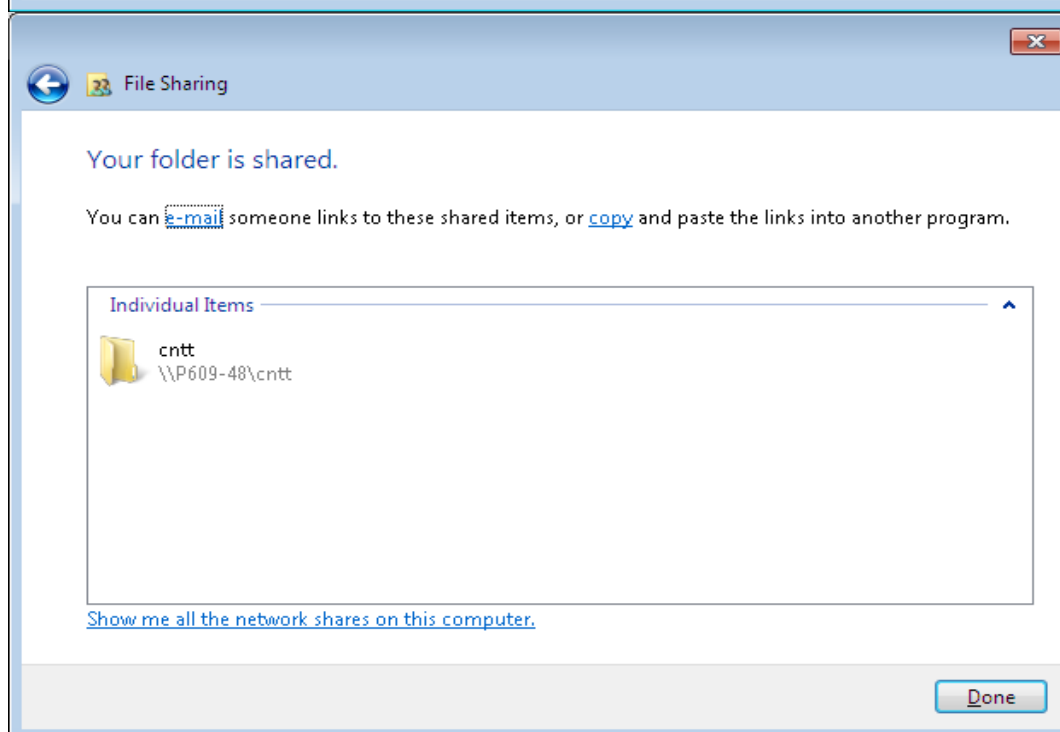 File Sharing
Your folder is shared.
You can e-mail someone links to these shared items, or copy and paste the links into another program.
Individual Items
cntt
\\P609-48\cntt
Show me all the network shares on this computer.
Done